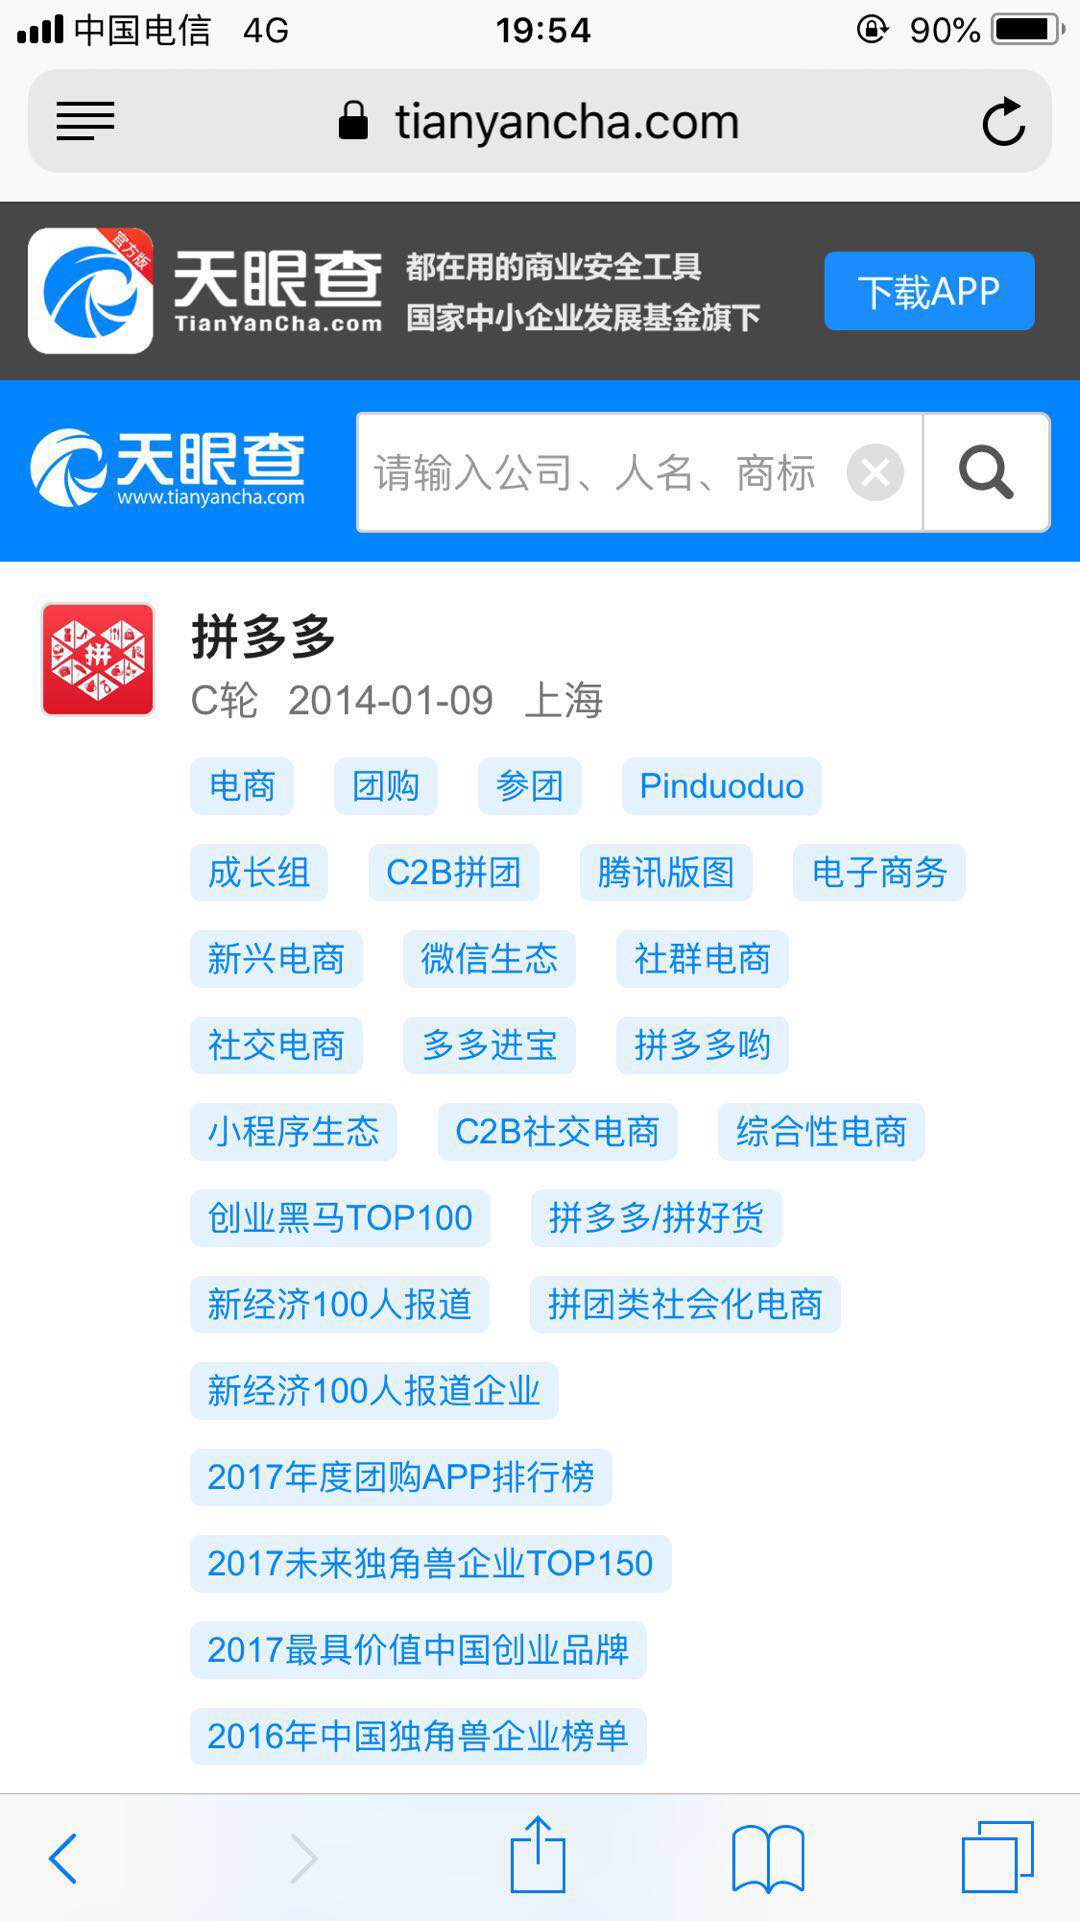 中国电信 4G 19:54 90%
tianyancha.com
官方版
天眼查 都在用的商业安全工具
TianYanCha.com 国家中小企业发展基金旗下
下载APP
天眼查 请输入公司、人名、商标
www.tianyancha.com
拼
拼多多
C轮 2014-01-09 上海
电商 团购 参团 Pinduoduo
成长组 C2B拼团 腾讯版图 电子商务
新兴电商 微信生态 社群电商
社交电商 多多进宝 拼多多哟
小程序生态 C2B社交电商 综合性电商
创业黑马TOP100 拼多多/拼好货
新经济100人报道 拼团类社会化电商
新经济100人报道企业
2017年度团购APP排行榜
2017未来独角兽企业TOP150
2017最具价值中国创业品牌
2016年中国独角兽企业榜单